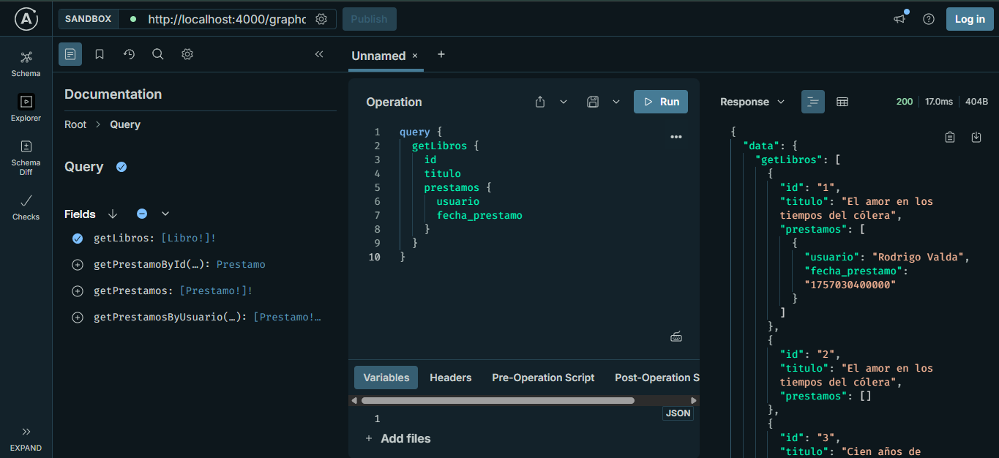 SANDBOX
http://localhost:4000/graphc
Publish
Log in
Schema
Explorer
Schema
Diff
Checks
EXPAND
Documentation
Root > Query
Query
Fields
getLibros: [Libro!]!
getPrestamoById(…): Prestamo
getPrestamos: [Prestamo!]!
getPrestamosByUsuario(…): [Prestamo!…
Unnamed × +
Operation
Run
1 query {
2 getLibros {
3 id
4 titulo
5 prestamos {
6 usuario
7 fecha_prestamo
8 }
9 }
10 }
Variables Headers Pre-Operation Script Post-Operation S
JSON
1
+ Add files
Response
200 17.0ms 404B
{
"data": {
"getLibros": [
{
"id": "1",
"titulo": "El amor en los
tiempos del cólera",
"prestamos": [
{
"usuario": "Rodrigo Valda",
"fecha_prestamo":
"1757030400000"
}
]
},
{
"id": "2",
"titulo": "El amor en los
tiempos del cólera",
"prestamos": []
},
{
"id": "3",
"titulo": "Cien años de